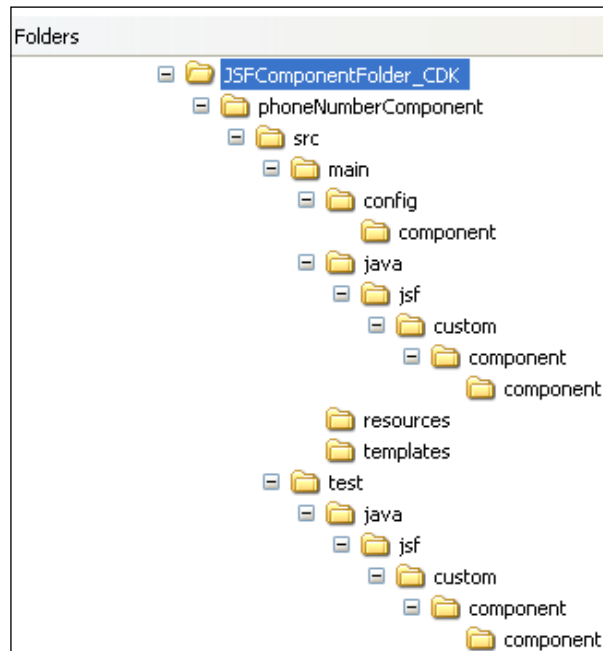 Folders
JSFComponentFolder_CDK
phoneNumberComponent
src
main
config
component
java
jsf
custom
component
component
resources
templates
test
java
jsf
custom
component
component